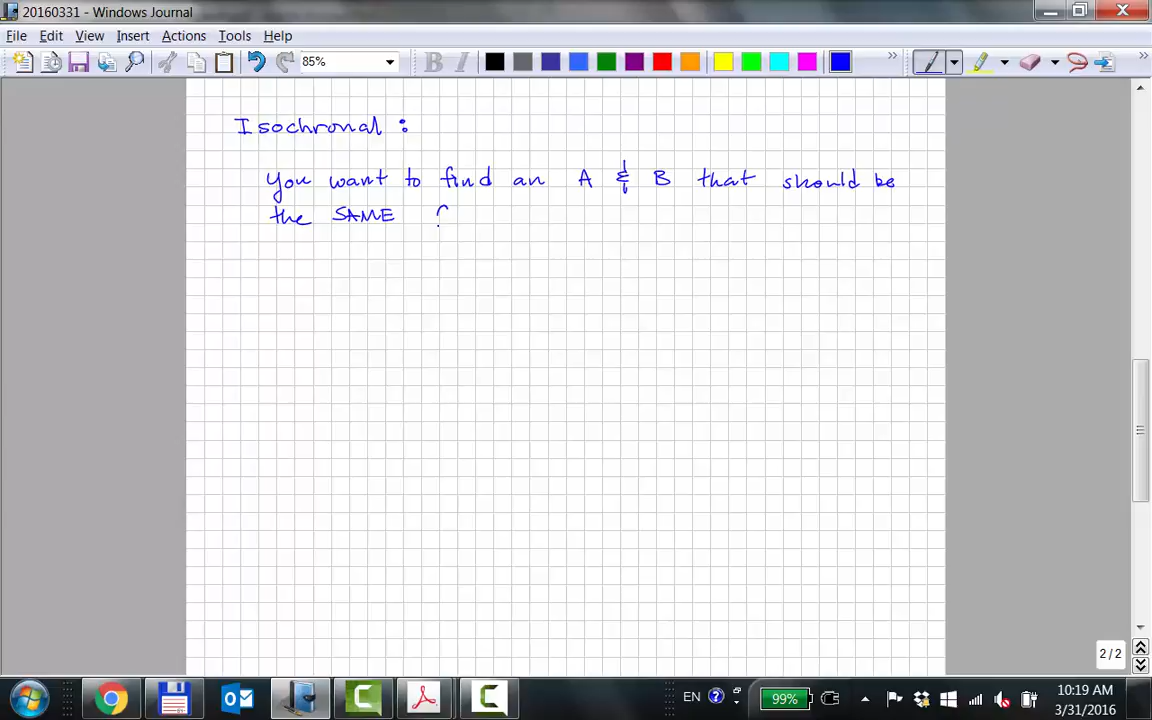 20160331 - Windows Journal
File Edit View Insert Actions Tools Help
85% B I
Isochronal :
You want to find an A & B that should be
the SAME (
2 / 2
EN 99% 10:19 AM
3/31/2016